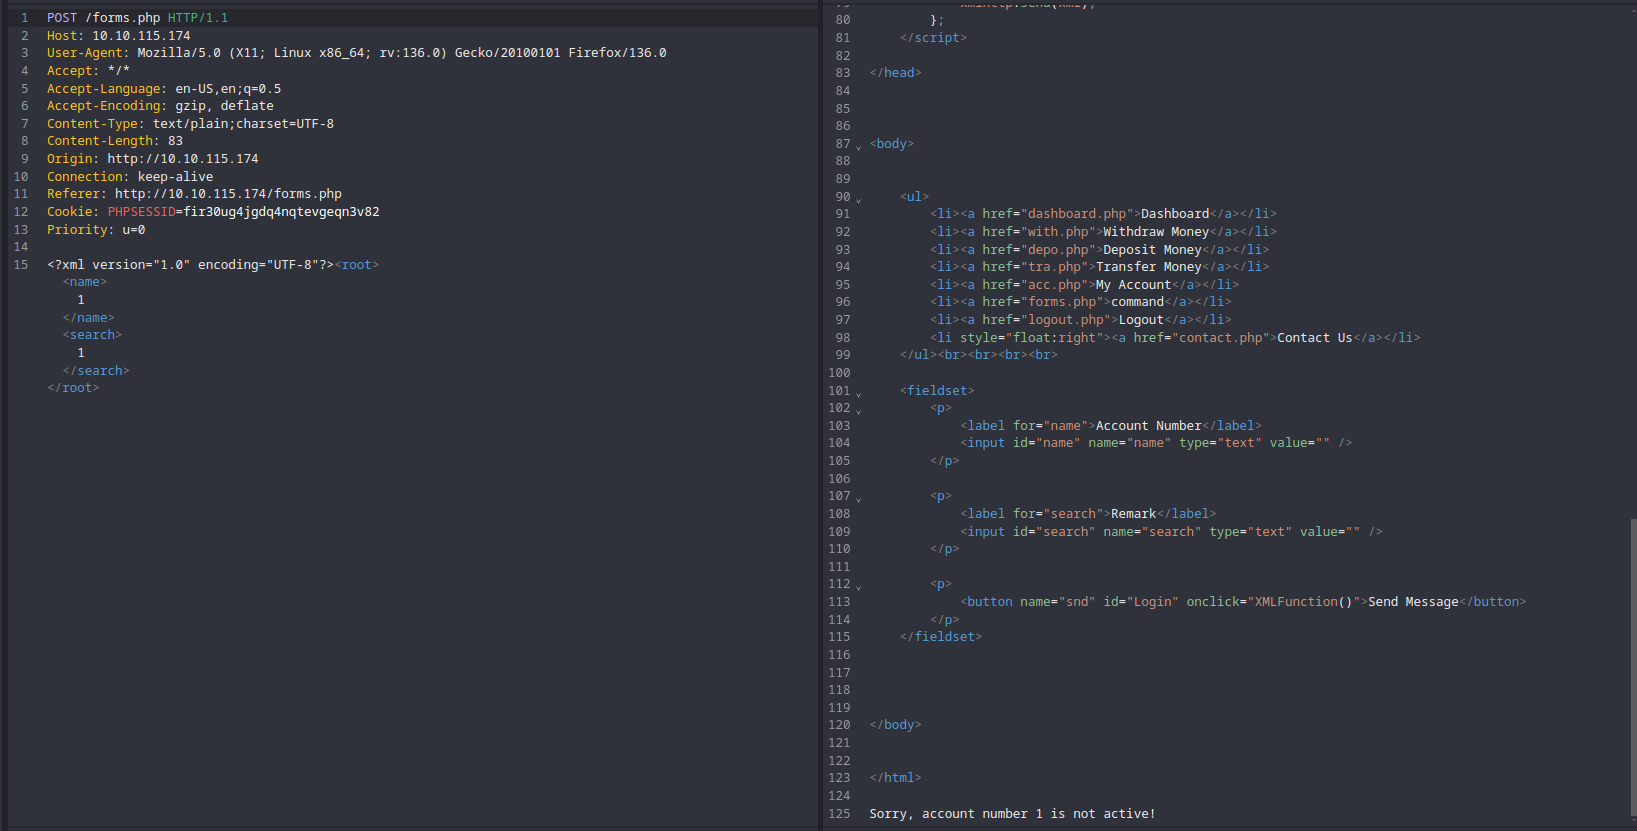 1 POST /forms.php HTTP/1.1
2 Host: 10.10.115.174
3 User-Agent: Mozilla/5.0 (X11; Linux x86_64; rv:136.0) Gecko/20100101 Firefox/136.0
4 Accept: */*
5 Accept-Language: en-US,en;q=0.5
6 Accept-Encoding: gzip, deflate
7 Content-Type: text/plain;charset=UTF-8
8 Content-Length: 83
9 Origin: http://10.10.115.174
10 Connection: keep-alive
11 Referer: http://10.10.115.174/forms.php
12 Cookie: PHPSESSID=fir30ug4jgdq4nqtevgeqn3v82
13 Priority: u=0
14
15 <?xml version="1.0" encoding="UTF-8"?><root>
<name>
1
</name>
<search>
1
</search>
</root>
79 xmlhttp.send(xml);
80 };
81 </script>
82
83 </head>
84
85
86
87 <body>
88
89
90 <ul>
91 <li><a href="dashboard.php">Dashboard</a></li>
92 <li><a href="with.php">Withdraw Money</a></li>
93 <li><a href="depo.php">Deposit Money</a></li>
94 <li><a href="tra.php">Transfer Money</a></li>
95 <li><a href="acc.php">My Account</a></li>
96 <li><a href="forms.php">command</a></li>
97 <li><a href="logout.php">Logout</a></li>
98 <li style="float:right"><a href="contact.php">Contact Us</a></li>
99 </ul><br><br><br><br>
100
101 <fieldset>
102 <p>
103 <label for="name">Account Number</label>
104 <input id="name" name="name" type="text" value="" />
105 </p>
106
107 <p>
108 <label for="search">Remark</label>
109 <input id="search" name="search" type="text" value="" />
110 </p>
111
112 <p>
113 <button name="snd" id="Login" onclick="XMLFunction()">Send Message</button>
114 </p>
115 </fieldset>
116
117
118
119
120 </body>
121
122
123 </html>
124
125 Sorry, account number 1 is not active!